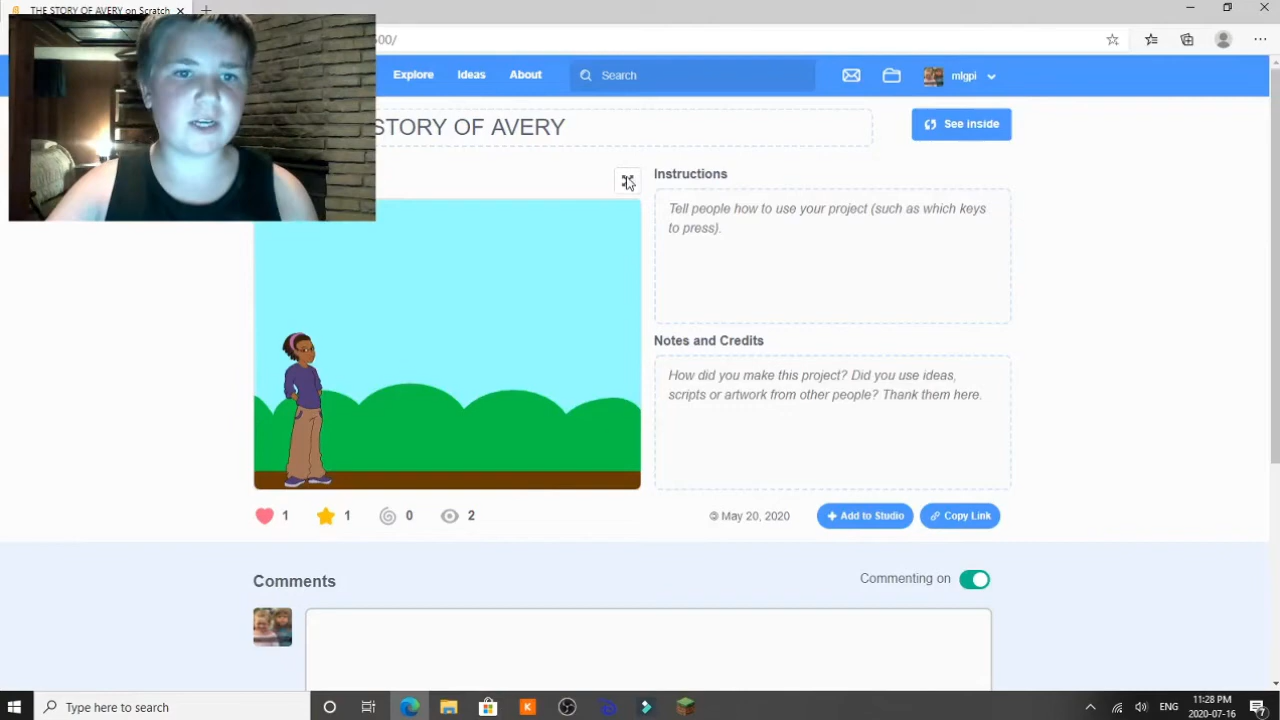 THE STORY OF AVERY on Scratch
500/
Explore
Ideas
About
Search
mlgpi
STORY OF AVERY
See inside
Instructions
Tell people how to use your project (such as which keys
to press).
Notes and Credits
How did you make this project? Did you use ideas,
scripts or artwork from other people? Thank them here.
1
1
0
2
May 20, 2020
Add to Studio
Copy Link
Comments
Commenting on
Type here to search
ENG
11:28 PM
2020-07-16